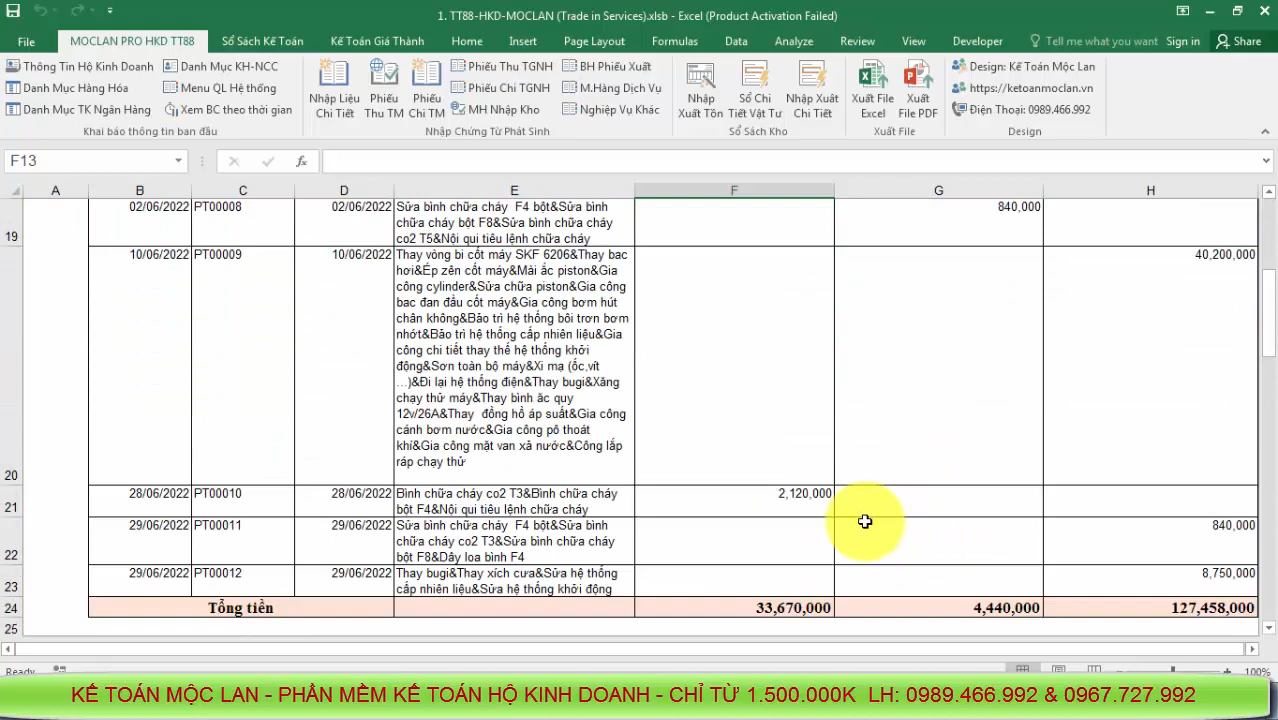 1. TT88-HKD-MOCLAN (Trade in Services).xlsb - Excel (Product Activation Failed)
File MOCLAN PRO HKD TT88 Sổ Sách Kế Toán Kế Toán Giá Thành Home Insert Page Layout Formulas Data Analyze Review View Developer Tell me what you want Sign in Share
Thông Tin Hộ Kinh Doanh Danh Mục KH-NCC
Danh Mục Hàng Hóa Menu QL Hệ thống
Danh Mục TK Ngân Hàng Xem BC theo thời gian
Khai báo thông tin ban đầu
Nhập Liệu Chi Tiết
Phiếu Thu TM
Phiếu Chi TM
Phiếu Thu TGNH BH Phiếu Xuất
Phiếu Chi TGNH M.Hàng Dịch Vụ
MH Nhập Kho Nghiệp Vụ Khác
Nhập Chứng Từ Phát Sinh
Nhập Xuất Tồn
Sổ Chi Tiết Vật Tư
Nhập Xuất Chi Tiết
Sổ Sách Kho
Xuất File Excel
Xuất File PDF
Xuất File
Design: Kế Toán Mộc Lan
https://ketoanmoclan.vn
Điện Thoại: 0989.466.992
Design
F13 fx
A B C D E F G H
19 02/06/2022 PT00008 02/06/2022 Sửa bình chữa cháy F4 bột&Sửa bình 840,000
chữa cháy bột F8&Sửa bình chữa cháy
co2 T5&Nội qui tiêu lệnh chữa cháy
20 10/06/2022 PT00009 10/06/2022 Thay vòng bi cốt máy SKF 6206&Thay bac 40,200,000
hơi&Ép zên cốt máy&Mài ắc piston&Gia
công cylinder&Sửa chữa piston&Gia công
bac đan đầu cốt máy&Gia công bơm hút
chân không&Bảo trì hệ thống bôi trơn bơm
nhớt&Bảo trì hệ thống cấp nhiên liệu&Gia
công chi tiết thay thế hệ thống khởi
động&Sơn toàn bộ máy&Xi mạ (ốc,vít
...)&Đi lại hệ thống điện&Thay bugi&Xăng
chạy thử máy&Thay bình ăc quy
12v/26A&Thay đồng hồ áp suất&Gia công
cánh bơm nước&Gia công pô thoát
khí&Gia công mặt van xả nước&Công lắp
ráp chạy thử
21 28/06/2022 PT00010 28/06/2022 Bình chữa cháy co2 T3&Bình chữa cháy 2,120,000
bột F4&Nội qui tiêu lệnh chữa cháy
22 29/06/2022 PT00011 29/06/2022 Sửa bình chữa cháy F4 bột&Sửa bình 840,000
chữa cháy co2 T3&Sửa bình chữa cháy
bột F8&Dây loa bình F4
23 29/06/2022 PT00012 29/06/2022 Thay bugi&Thay xích cưa&Sửa hệ thống 8,750,000
cấp nhiên liệu&Sửa hệ thống khởi động
24 Tổng tiền 33,670,000 4,440,000 127,458,000
25
Ready 100%
KẾ TOÁN MỘC LAN - PHẦN MỀM KẾ TOÁN HỘ KINH DOANH - CHỈ TỪ 1.500.000K LH: 0989.466.992 & 0967.727.992